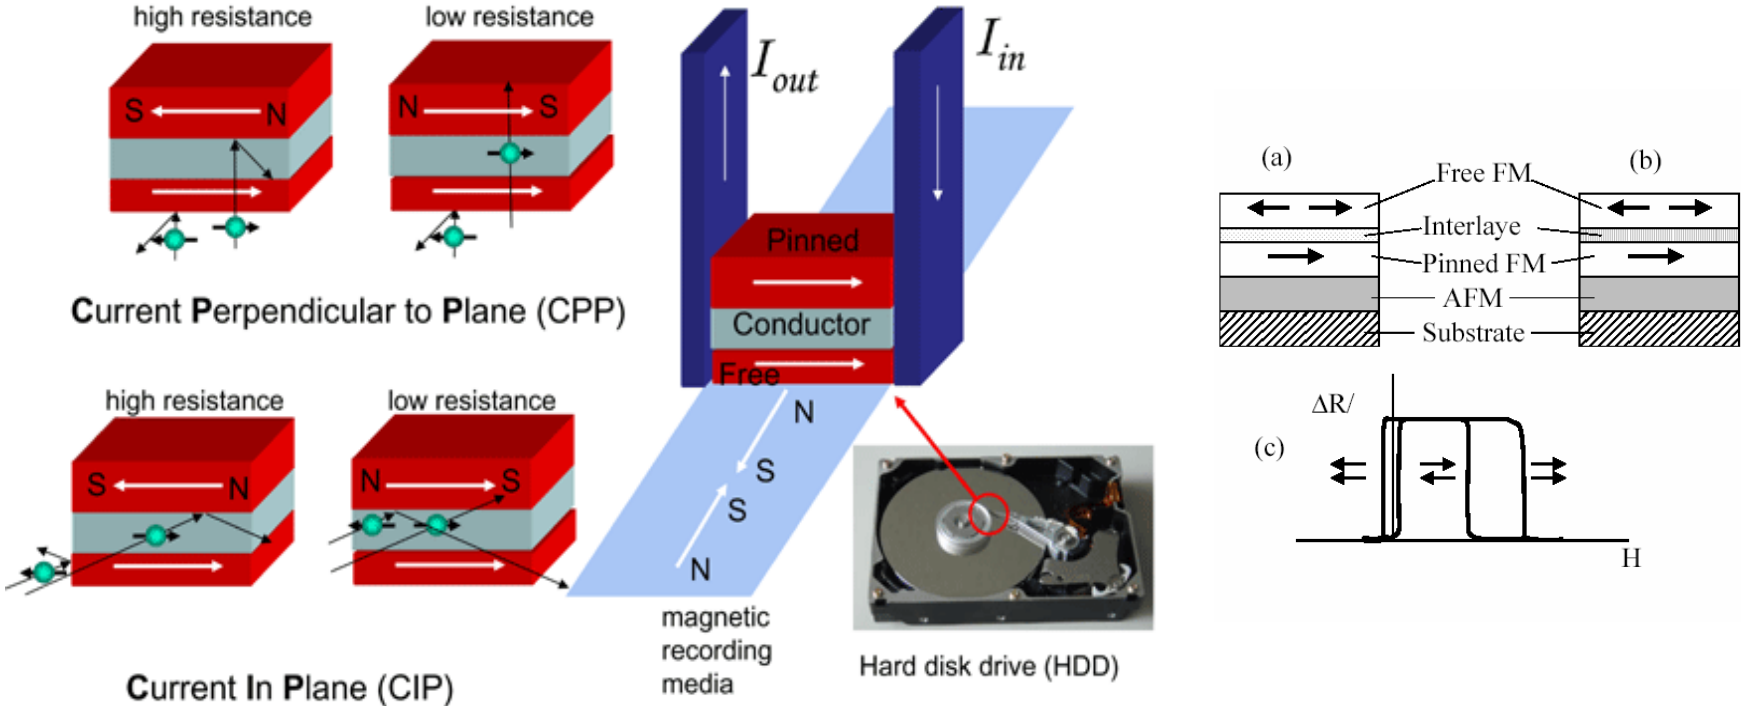 high resistance
low resistance
S N
N S
Current Perpendicular to Plane (CPP)
high resistance
low resistance
S N
N S
Current In Plane (CIP)
I out
I in
Pinned
Conductor
Free
N
S
S
N
magnetic
recording
media
Hard disk drive (HDD)
(a)
(b)
Free FM
Interlaye
Pinned FM
AFM
Substrate
ΔR/
(c)
H